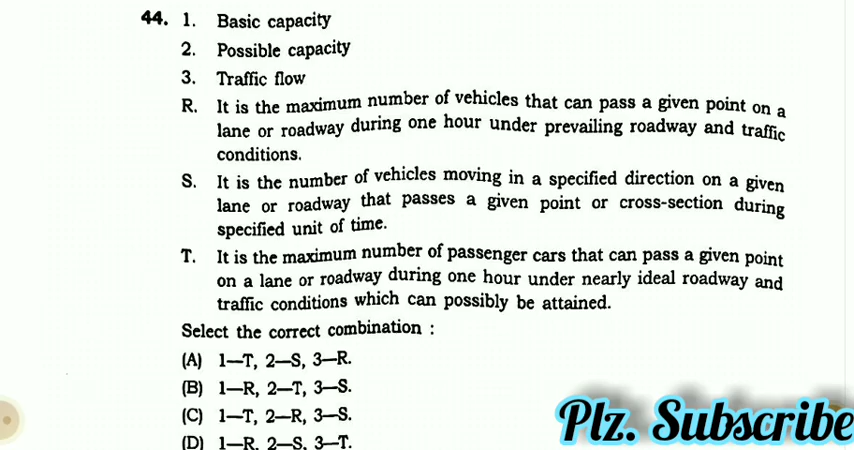 44. 1. Basic capacity
2. Possible capacity
3. Traffic flow
R. It is the maximum number of vehicles that can pass a given point on a
lane or roadway during one hour under prevailing roadway and traffic
conditions.
S. It is the number of vehicles moving in a specified direction on a given
lane or roadway that passes a given point or cross-section during
specified unit of time.
T. It is the maximum number of passenger cars that can pass a given point
on a lane or roadway during one hour under nearly ideal roadway and
traffic conditions which can possibly be attained.
Select the correct combination :
(A) 1—T, 2—S, 3—R.
(B) 1—R, 2—T, 3—S.
(C) 1—T, 2—R, 3—S.
(D) 1—R, 2—S, 3—T.
Plz. Subscribe